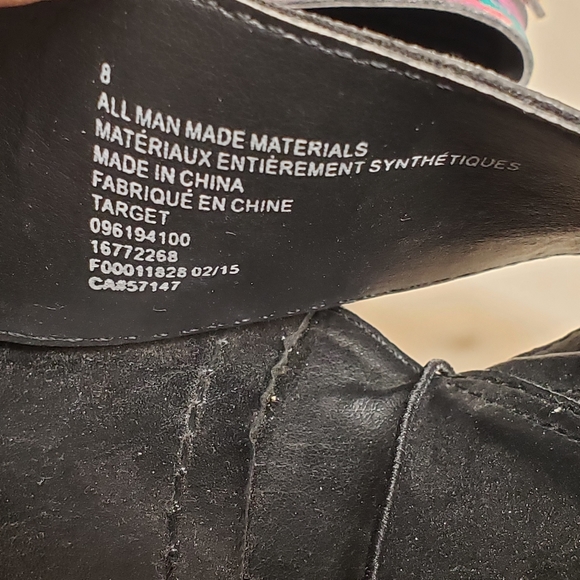 8
ALL MAN MADE MATERIALS
MATÉRIAUX ENTIÈREMENT SYNTHÉTIQUES
MADE IN CHINA
FABRIQUÉ EN CHINE
TARGET
096194100
16772268
F00011828 02/15
CA#57147